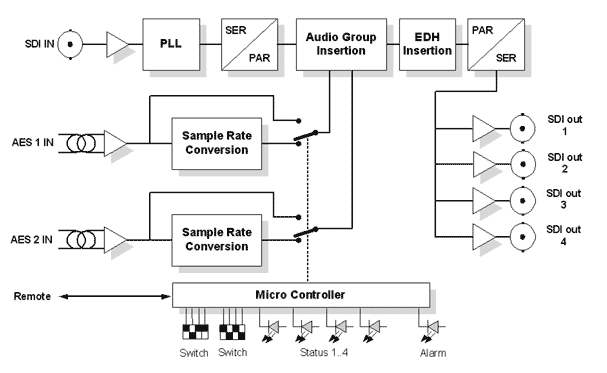 SDI IN
PLL
SER
PAR
Audio Group
Insertion
EDH
Insertion
PAR
SER
SDI out
1
SDI out
2
SDI out
3
SDI out
4
AES 1 IN
Sample Rate
Conversion
AES 2 IN
Sample Rate
Conversion
Remote
Micro Controller
Switch
Switch
Status 1..4
Alarm